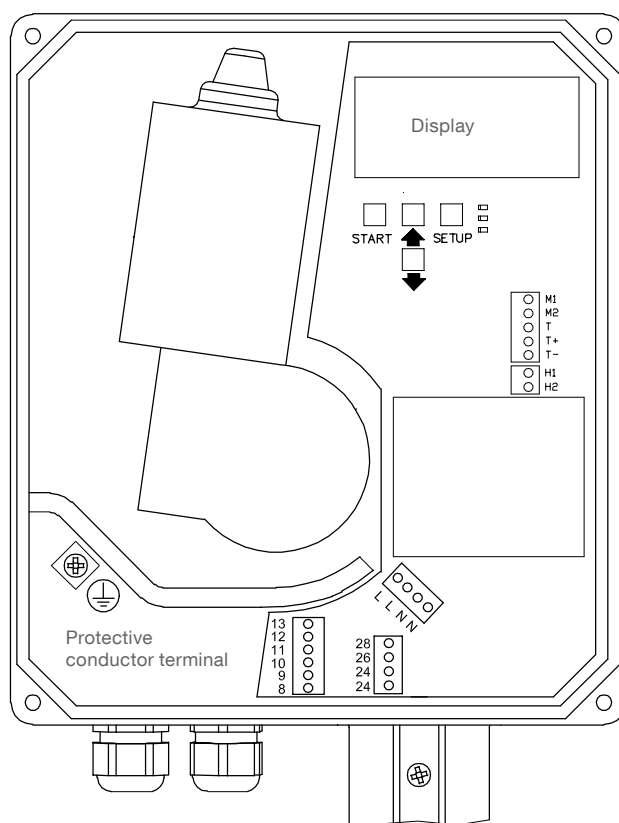 Display
START
SETUP
M1
M2
T
T+
T-
H1
H2
L L N N
Protective
conductor terminal
13
12
11
10
9
8
28
26
24
24